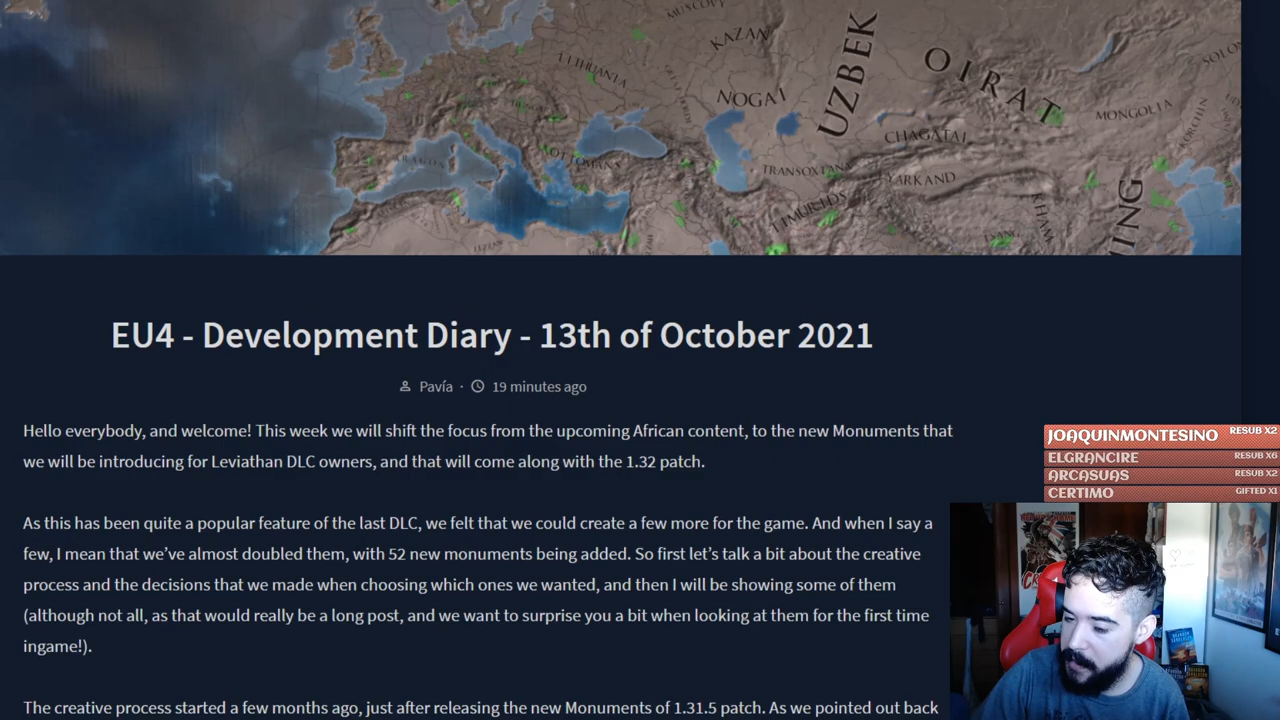 MUSCOVY
KAZAN
LITHUANIA
NOGAI
UZBEK
OIRAT
MONGOLIA
KORCHIN
SOLON
CHAGATAI
ARAGON
OTTOMANS
TRANSOXIANA
YARKAND
TIMURIDS
KHAM
MING
EU4 - Development Diary - 13th of October 2021
Pavía · 19 minutes ago
Hello everybody, and welcome! This week we will shift the focus from the upcoming African content, to the new Monuments that
we will be introducing for Leviathan DLC owners, and that will come along with the 1.32 patch.
As this has been quite a popular feature of the last DLC, we felt that we could create a few more for the game. And when I say a
few, I mean that we’ve almost doubled them, with 52 new monuments being added. So first let’s talk a bit about the creative
process and the decisions that we made when choosing which ones we wanted, and then I will be showing some of them
(although not all, as that would really be a long post, and we want to surprise you a bit when looking at them for the first time
ingame!).
The creative process started a few months ago, just after releasing the new Monuments of 1.31.5 patch. As we pointed out back
JOAQUINMONTESINO RESUB X2
ELGRANCIRE RESUB X6
ARCASUAS RESUB X2
CERTIMO GIFTED X1